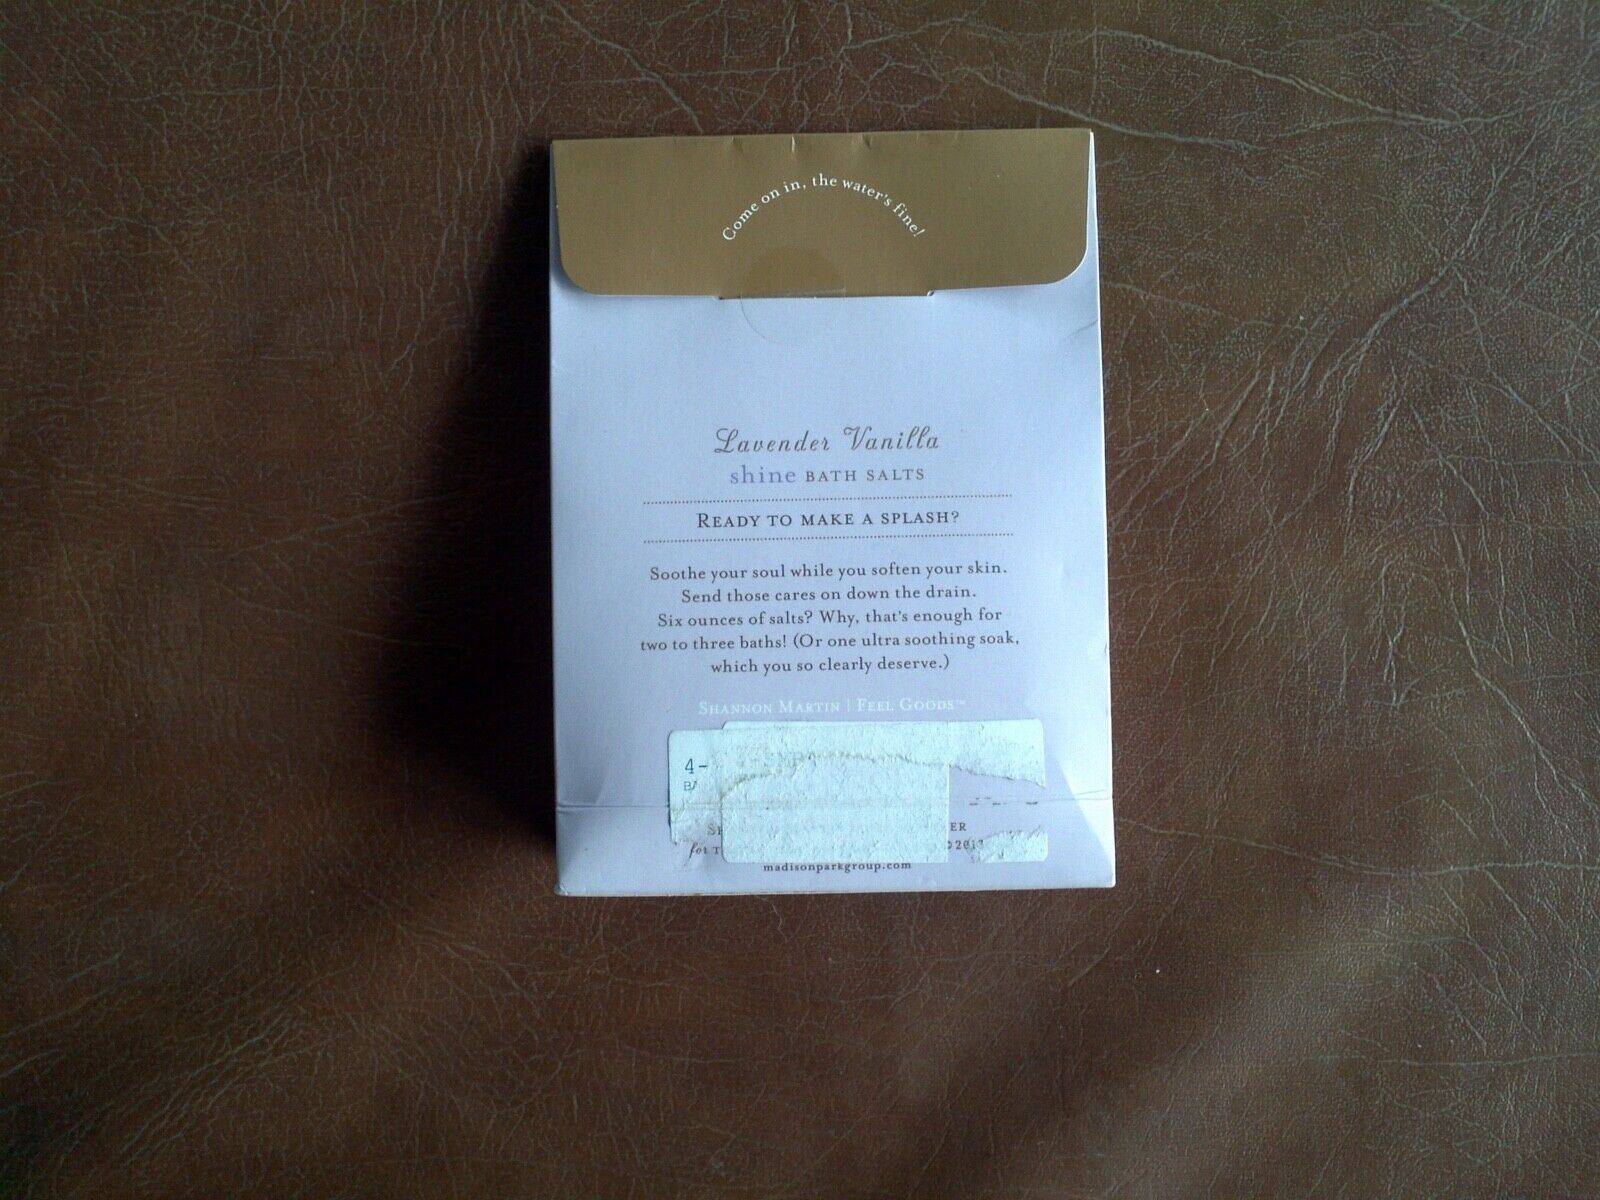 Come on in, the water's fine!
Lavender Vanilla
shine BATH SALTS
READY TO MAKE A SPLASH?
Soothe your soul while you soften your skin.
Send those cares on down the drain.
Six ounces of salts? Why, that's enough for
two to three baths! (Or one ultra soothing soak,
which you so clearly deserve.)
SHANNON MARTIN | FEEL GOODS™
4-
for
madisonparkgroup.com